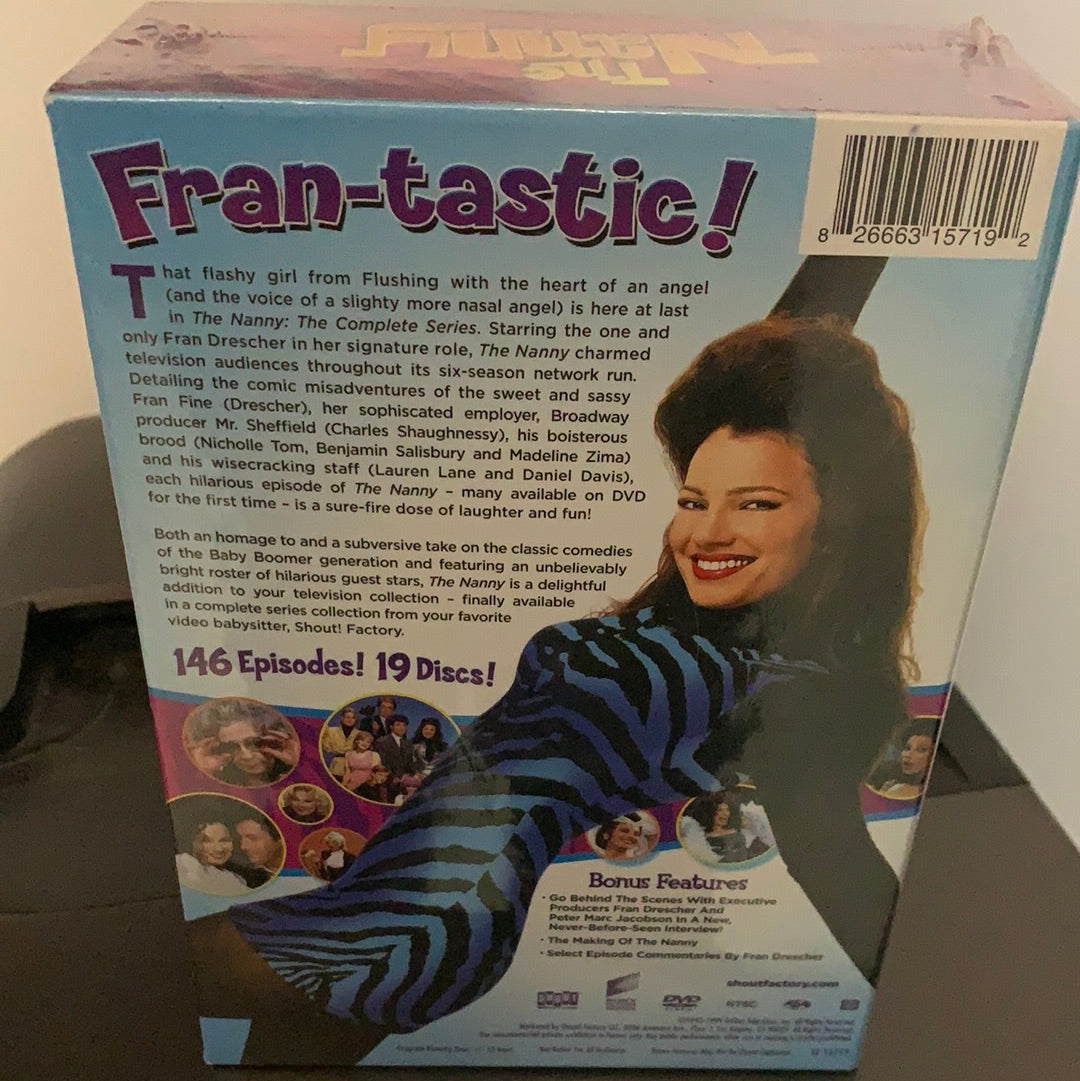 The Nanny
Fran-tastic!
8 26663 15719 2
That flashy girl from Flushing with the heart of an angel
(and the voice of a slighty more nasal angel) is here at last
in The Nanny: The Complete Series. Starring the one and
only Fran Drescher in her signature role, The Nanny charmed
television audiences throughout its six-season network run.
Detailing the comic misadventures of the sweet and sassy
Fran Fine (Drescher), her sophiscated employer, Broadway
producer Mr. Sheffield (Charles Shaughnessy), his boisterous
brood (Nicholle Tom, Benjamin Salisbury and Madeline Zima)
and his wisecracking staff (Lauren Lane and Daniel Davis),
each hilarious episode of The Nanny – many available on DVD
for the first time – is a sure-fire dose of laughter and fun!
Both an homage to and a subversive take on the classic comedies
of the Baby Boomer generation and featuring an unbelievably
bright roster of hilarious guest stars, The Nanny is a delightful
addition to your television collection – finally available
in a complete series collection from your favorite
video babysitter, Shout! Factory.
146 Episodes! 19 Discs!
Bonus Features
· Go Behind The Scenes With Executive
Producers Fran Drescher And
Peter Marc Jacobson In A New,
Never-Before-Seen Interview!
· The Making Of The Nanny
· Select Episode Commentaries By Fran Drescher
shoutfactory.com
DVD
NTSC